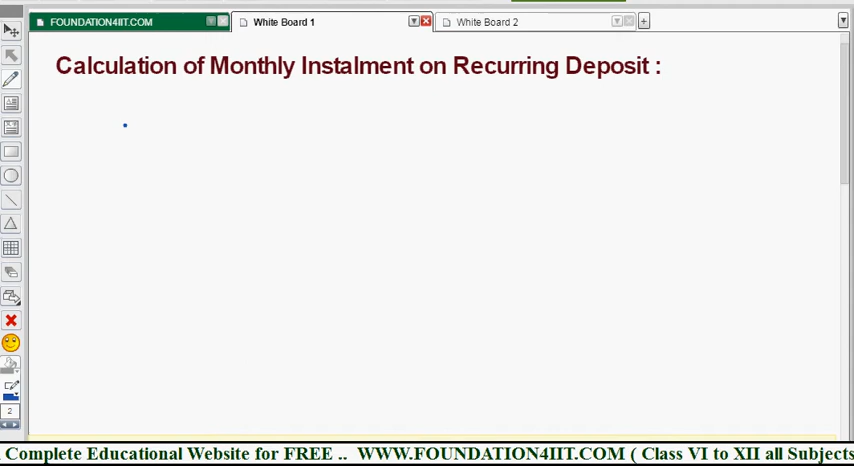 FOUNDATION4IIT.COM White Board 1 White Board 2
Calculation of Monthly Instalment on Recurring Deposit :
2
Complete Educational Website for FREE .. WWW.FOUNDATION4IIT.COM ( Class VI to XII all Subjects